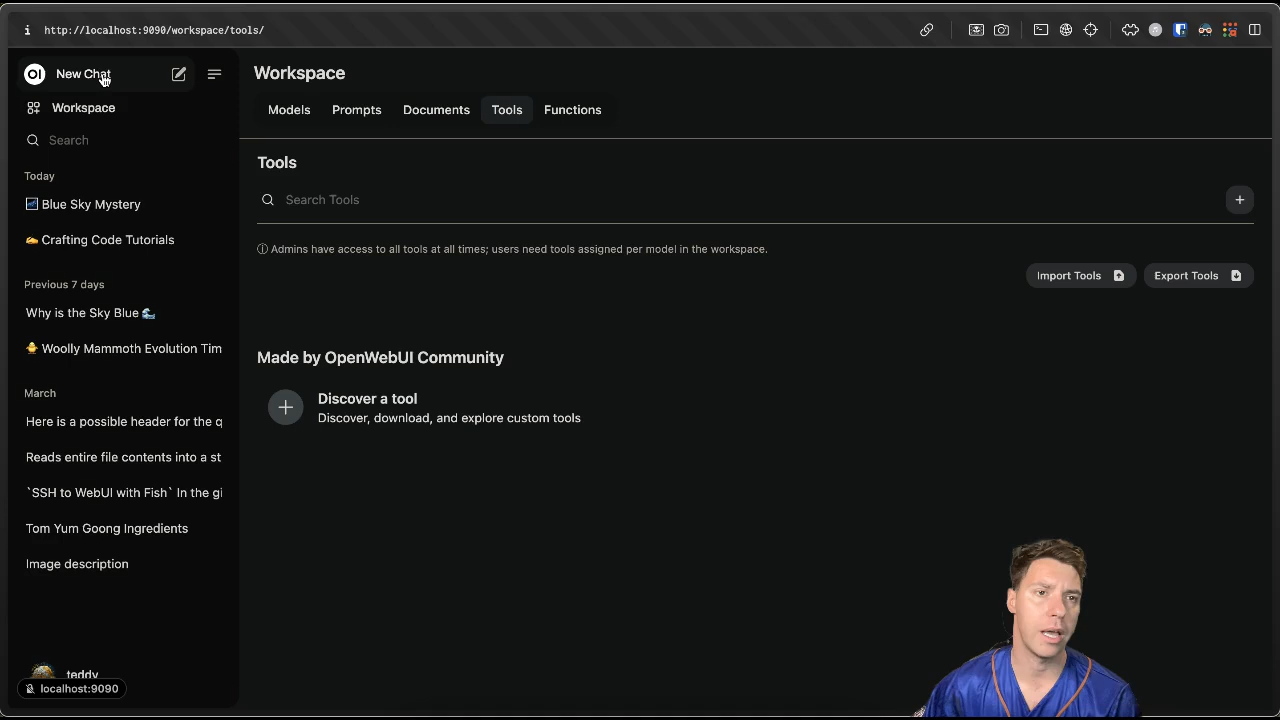 http://localhost:9090/workspace/tools/
OI New Chat
Workspace
Search
Today
Blue Sky Mystery
Crafting Code Tutorials
Previous 7 days
Why is the Sky Blue
Woolly Mammoth Evolution Tim
March
Here is a possible header for the q
Reads entire file contents into a st
`SSH to WebUI with Fish` In the gi
Tom Yum Goong Ingredients
Image description
teddy
localhost:9090
Workspace
Models Prompts Documents Tools Functions
Tools
Search Tools
Admins have access to all tools at all times; users need tools assigned per model in the workspace.
Import Tools Export Tools
Made by OpenWebUI Community
Discover a tool
Discover, download, and explore custom tools